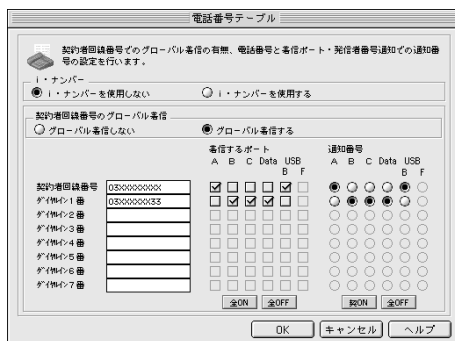 電話番号テーブル
契約者回線番号でのグローバル着信の有無、電話番号と着信ポート・発信者番号通知での通知番
号の設定を行います。
i・ナンバー
i・ナンバーを使用しない i・ナンバーを使用する
契約者回線番号のグローバル着信
グローバル着信しない グローバル着信する
着信するポート 通知番号
A B C Data USB A B C Data USB
B F B F
契約者回線番号 03XXXXXXXX
ダイヤルイン1番 03XXXXXX33
ダイヤルイン2番
ダイヤルイン3番
ダイヤルイン4番
ダイヤルイン5番
ダイヤルイン6番
ダイヤルイン7番
全ON 全OFF 契ON 全OFF
OK キャンセル ヘルプ